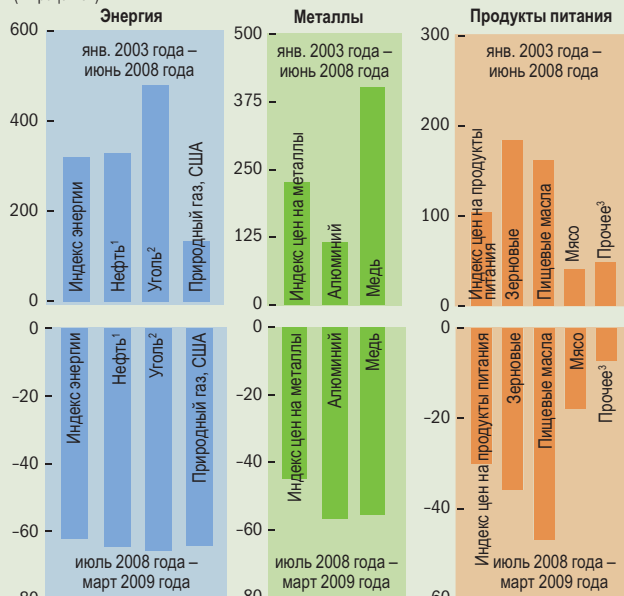 Энергия
600
янв. 2003 года –
июнь 2008 года
400
200
0
Индекс энергии
Нефть¹
Уголь²
Природный газ, США
0
–20
–40
–60
Индекс энергии
Нефть¹
Уголь²
Природный газ, США
июль 2008 года –
март 2009 года
Металлы
500
янв. 2003 года –
июнь 2008 года
375
250
125
0
Индекс цен на металлы
Алюминий
Медь
0
–20
–40
–60
Индекс цен на металлы
Алюминий
Медь
июль 2008 года –
март 2009 года
Продукты питания
300
янв. 2003 года –
июнь 2008 года
200
100
0
Индекс цен на продукты
питания
Зерновые
Пищевые масла
Мясо
Прочее³
0
–20
–40
Индекс цен на продукты питания
Зерновые
Пищевые масла
Мясо
Прочее³
июль 2008 года –
март 2009 года